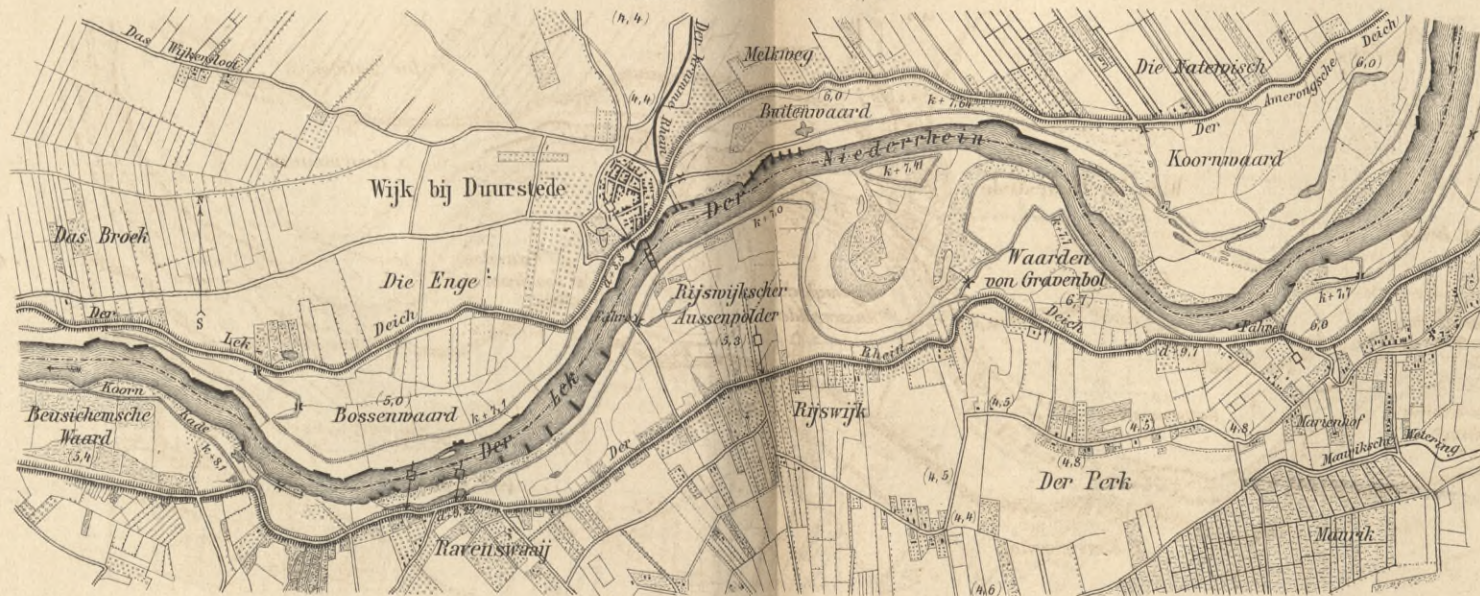 (4,4)
Das Wijkersloot
Melkweg
Der Krumme Rhein
(4,4)
Die Natewisch
Der Amerongsche Deich
(6,0)
6,0
Buitenwaard
k+7,64
Koornwaard
Wijk bij Duurstede
Der Niederrhein
k+7,41
k+7,0
N
S
Das Broek
Die Enge
Waarden
von Gravenbol
6,7
k+7,7
Rijswijkscher
Aussenpolder
5,3
Fähre
Der Lek Deich
Der Rhein Deich
d+9,7
Fähre
6,0
Koorn Kade
k+8,1
Beusichemsche
Waard
(5,4)
(5,0)
Bossenwaard
k+7,7
Der Lek
Rijswijk
(4,5)
(4,5)
(4,8)
4,8
Marienhof
Mauriksche Wetering
Der Perk
(4,5)
(4,4)
(4,6)
Ravenswaaij
Maurik